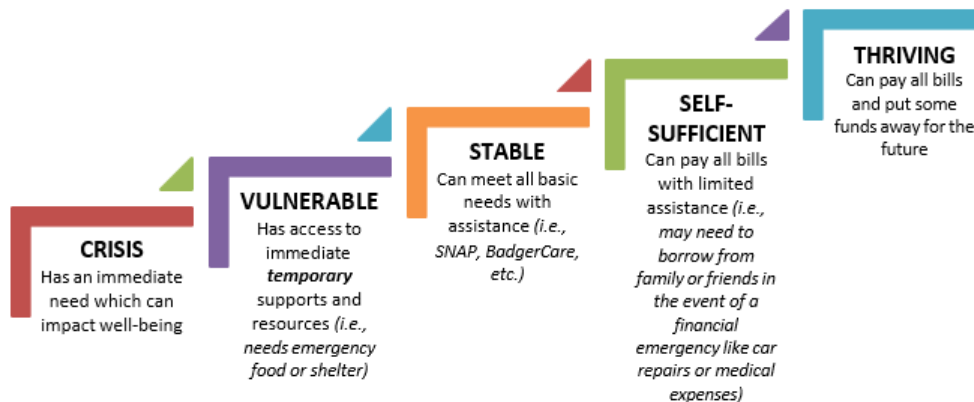 CRISIS
Has an immediate
need which can
impact well-being
VULNERABLE
Has access to
immediate
temporary
supports and
resources (i.e.,
needs emergency
food or shelter)
STABLE
Can meet all basic
needs with
assistance (i.e.,
SNAP, BadgerCare,
etc.)
SELF-
SUFFICIENT
Can pay all bills
with limited
assistance (i.e.,
may need to
borrow from
family or friends in
the event of a
financial
emergency like car
repairs or medical
expenses)
THRIVING
Can pay all bills
and put some
funds away for the
future